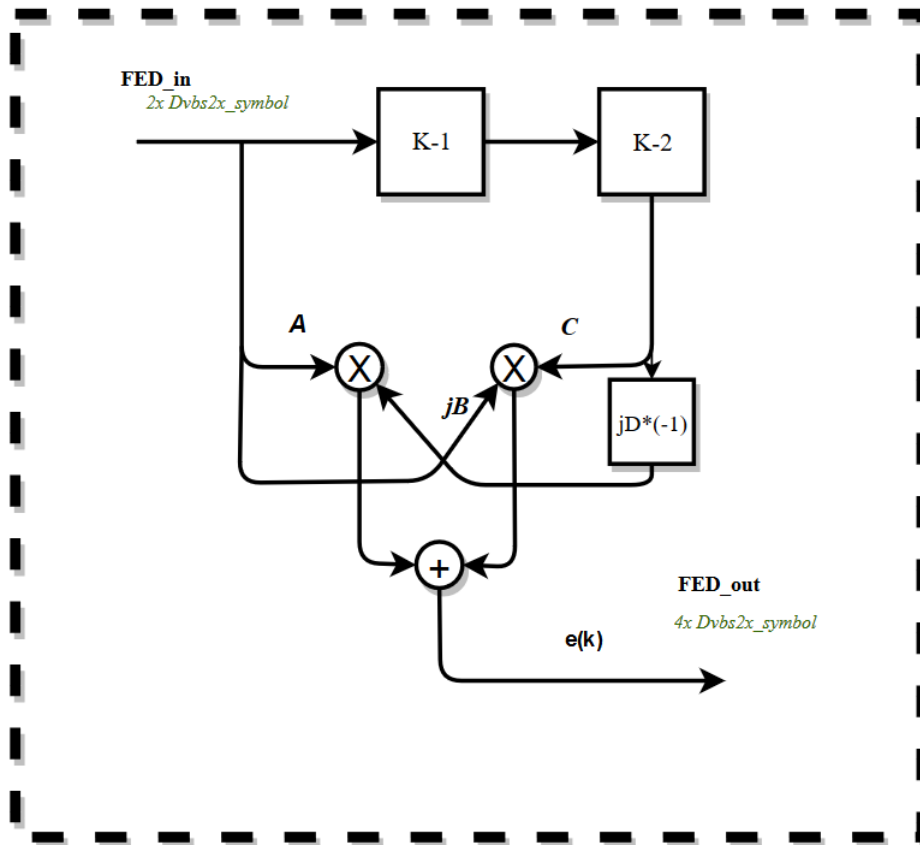 FED_in
2x Dvbs2x_symbol
K-1
K-2
A
C
X
X
jB
jD*(-1)
+
FED_out
4x Dvbs2x_symbol
e(k)